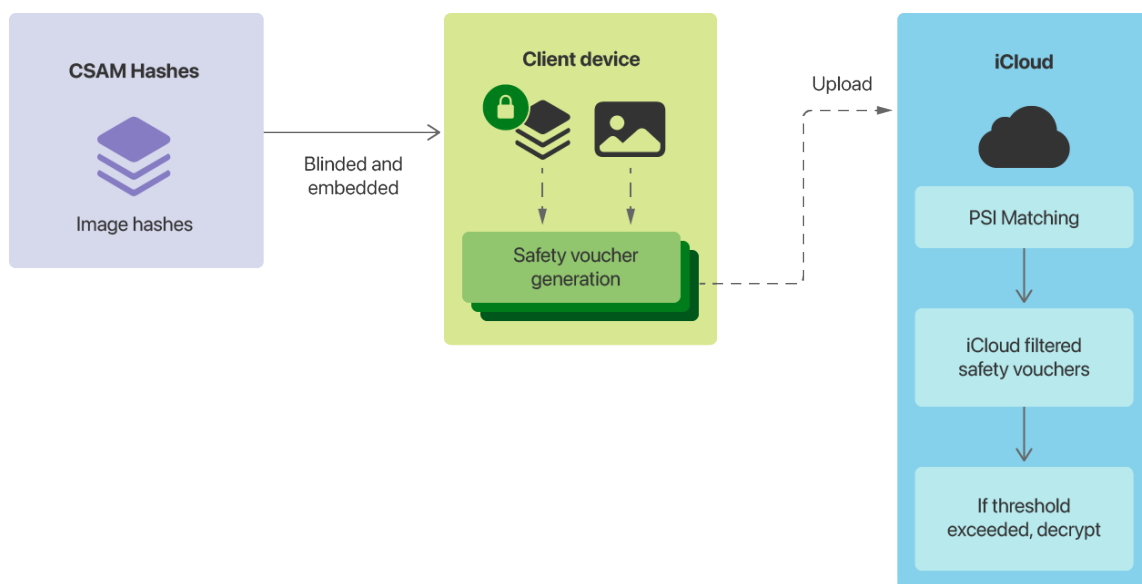 CSAM Hashes
Image hashes
Blinded and
embedded
Client device
Safety voucher
generation
Upload
iCloud
PSI Matching
iCloud filtered
safety vouchers
If threshold
exceeded, decrypt